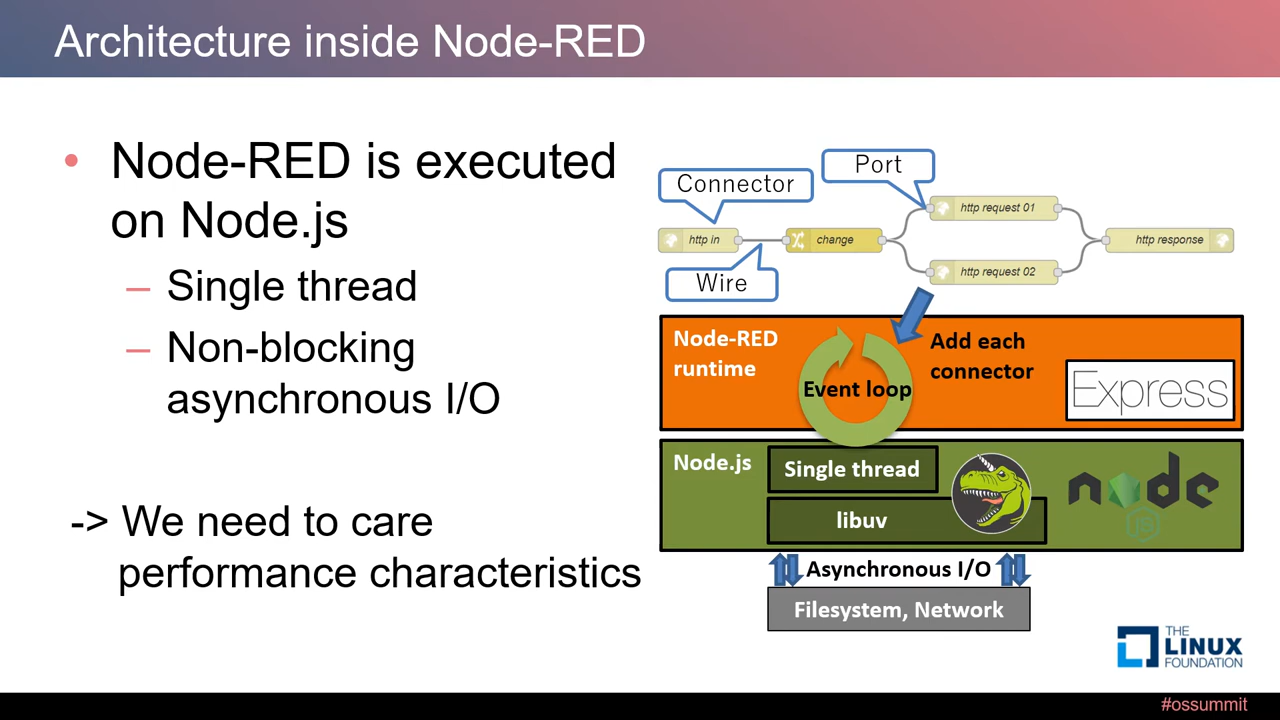 Architecture inside Node-RED
• Node-RED is executed
on Node.js
– Single thread
– Non-blocking
asynchronous I/O
-> We need to care
performance characteristics
Connector
Port
Wire
http in
change
http request 01
http request 02
http response
Node-RED
runtime
Event loop
Add each
connector
Express
Node.js
Single thread
libuv
node
JS
Asynchronous I/O
Filesystem, Network
THE
LINUX
FOUNDATION
#ossummit